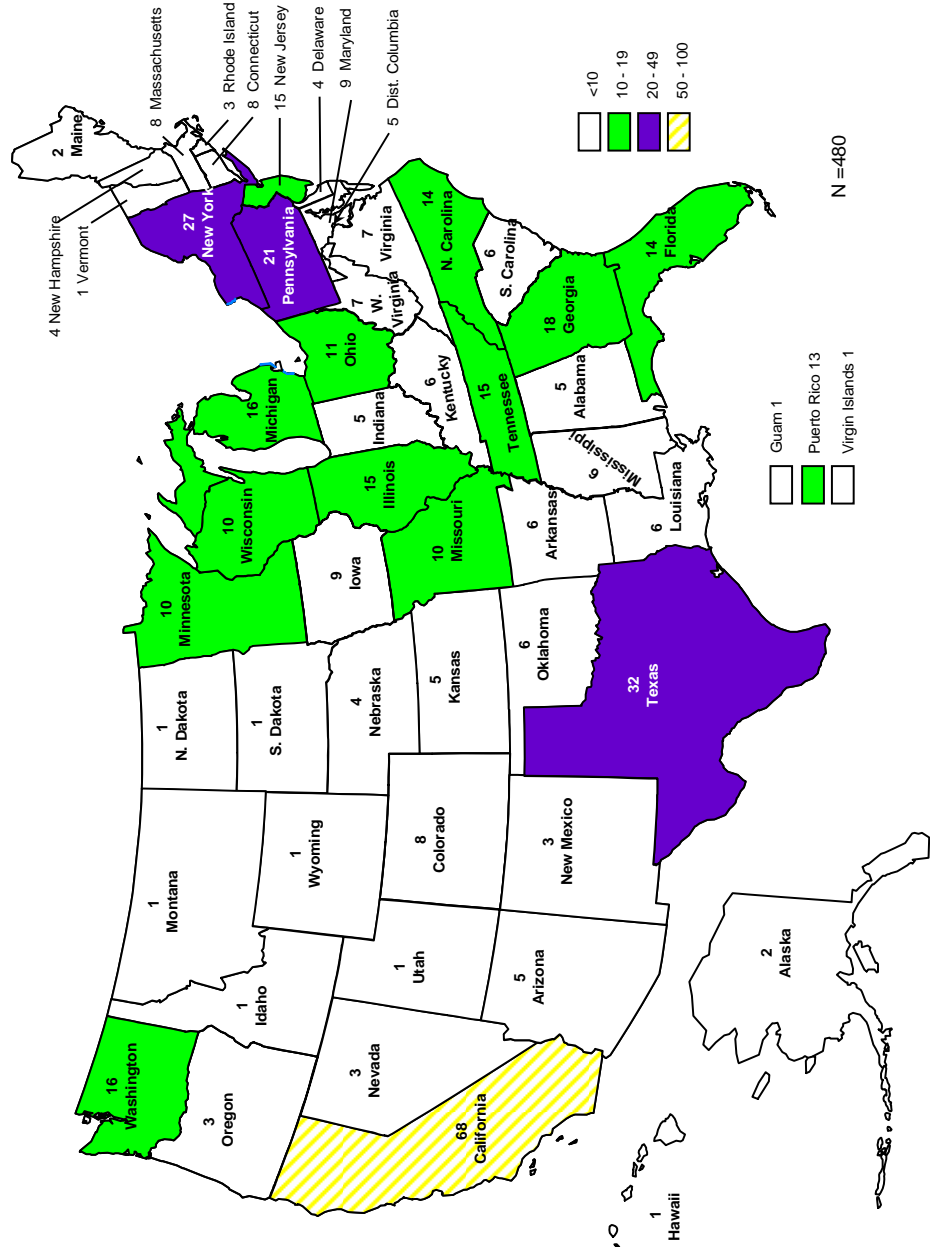 4 New Hampshire
1 Vermont
2
Maine
8 Massachusetts
3 Rhode Island
8 Connecticut
15 New Jersey
4 Delaware
9 Maryland
5 Dist. Columbia
16
Washington
3
Oregon
68
California
3
Nevada
1
Idaho
1
Montana
1
Wyoming
1
Utah
5
Arizona
8
Colorado
3
New Mexico
1
N. Dakota
1
S. Dakota
4
Nebraska
5
Kansas
6
Oklahoma
32
Texas
10
Minnesota
9
Iowa
10
Missouri
6
Arkansas
6
Louisiana
10
Wisconsin
15
Illinois
16
Michigan
5
Indiana
11
Ohio
6
Kentucky
15
Tennessee
6
Mississippi
5
Alabama
18
Georgia
14
Florida
6
S. Carolina
14
N. Carolina
7
Virginia
7
W.
Virginia
21
Pennsylvania
27
New York
2
Alaska
1
Hawaii
<10
10 - 19
20 - 49
50 - 100
N =480
Guam 1
Puerto Rico 13
Virgin Islands 1